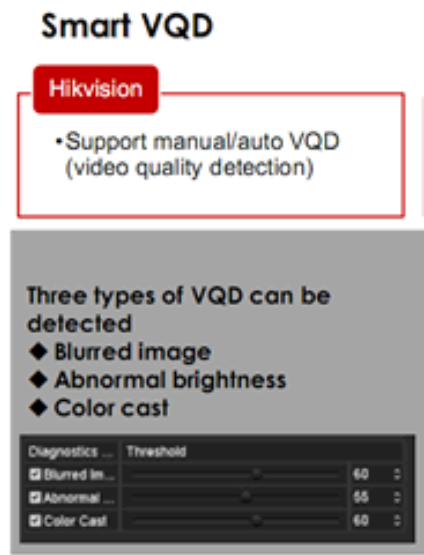 Smart VQD
Hikvision
•Support manual/auto VQD
(video quality detection)
Three types of VQD can be
detected
◆ Blurred image
◆ Abnormal brightness
◆ Color cast
Diagnostics ... Threshold
Blurred Im... 60
Abnormal ... 55
Color Cast 60